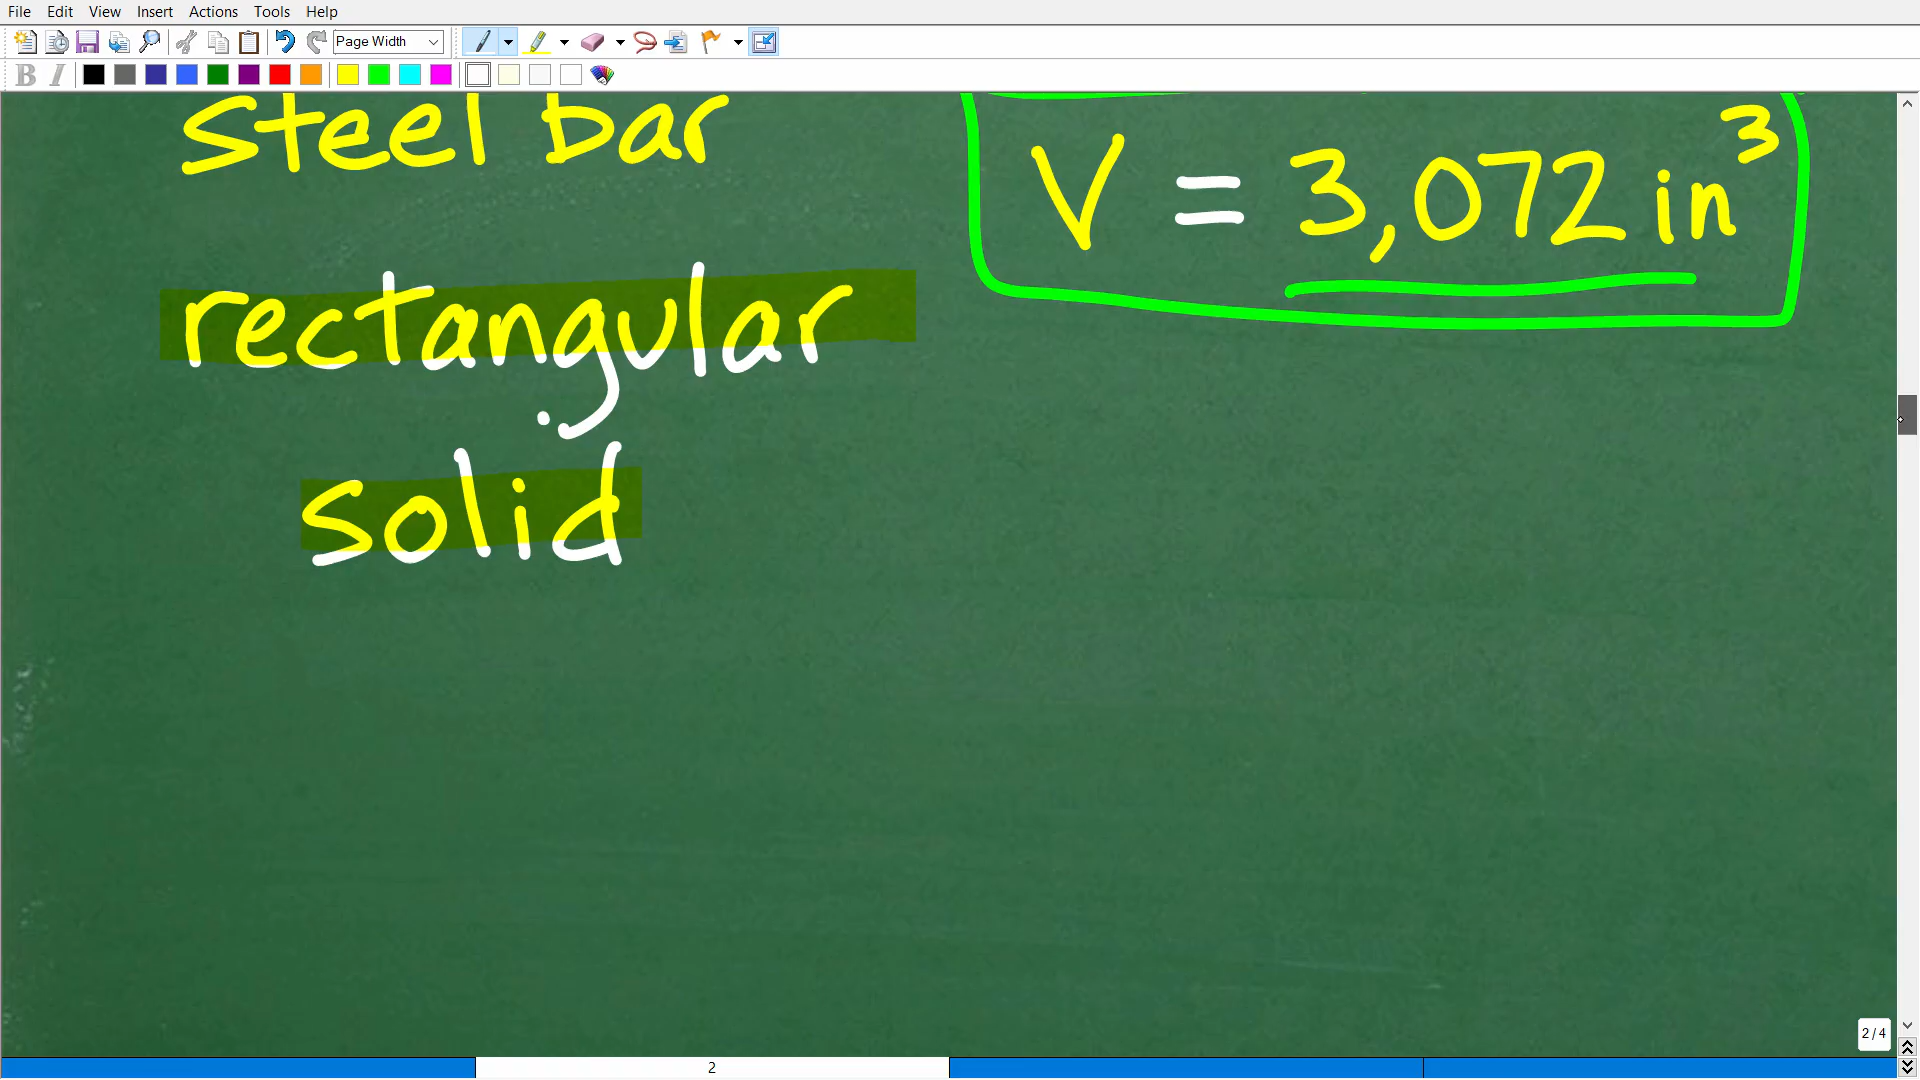 File Edit View Insert Actions Tools Help
Page Width
B I
steel bar
V = 3,072 in³
rectangular
solid
2 / 4
2